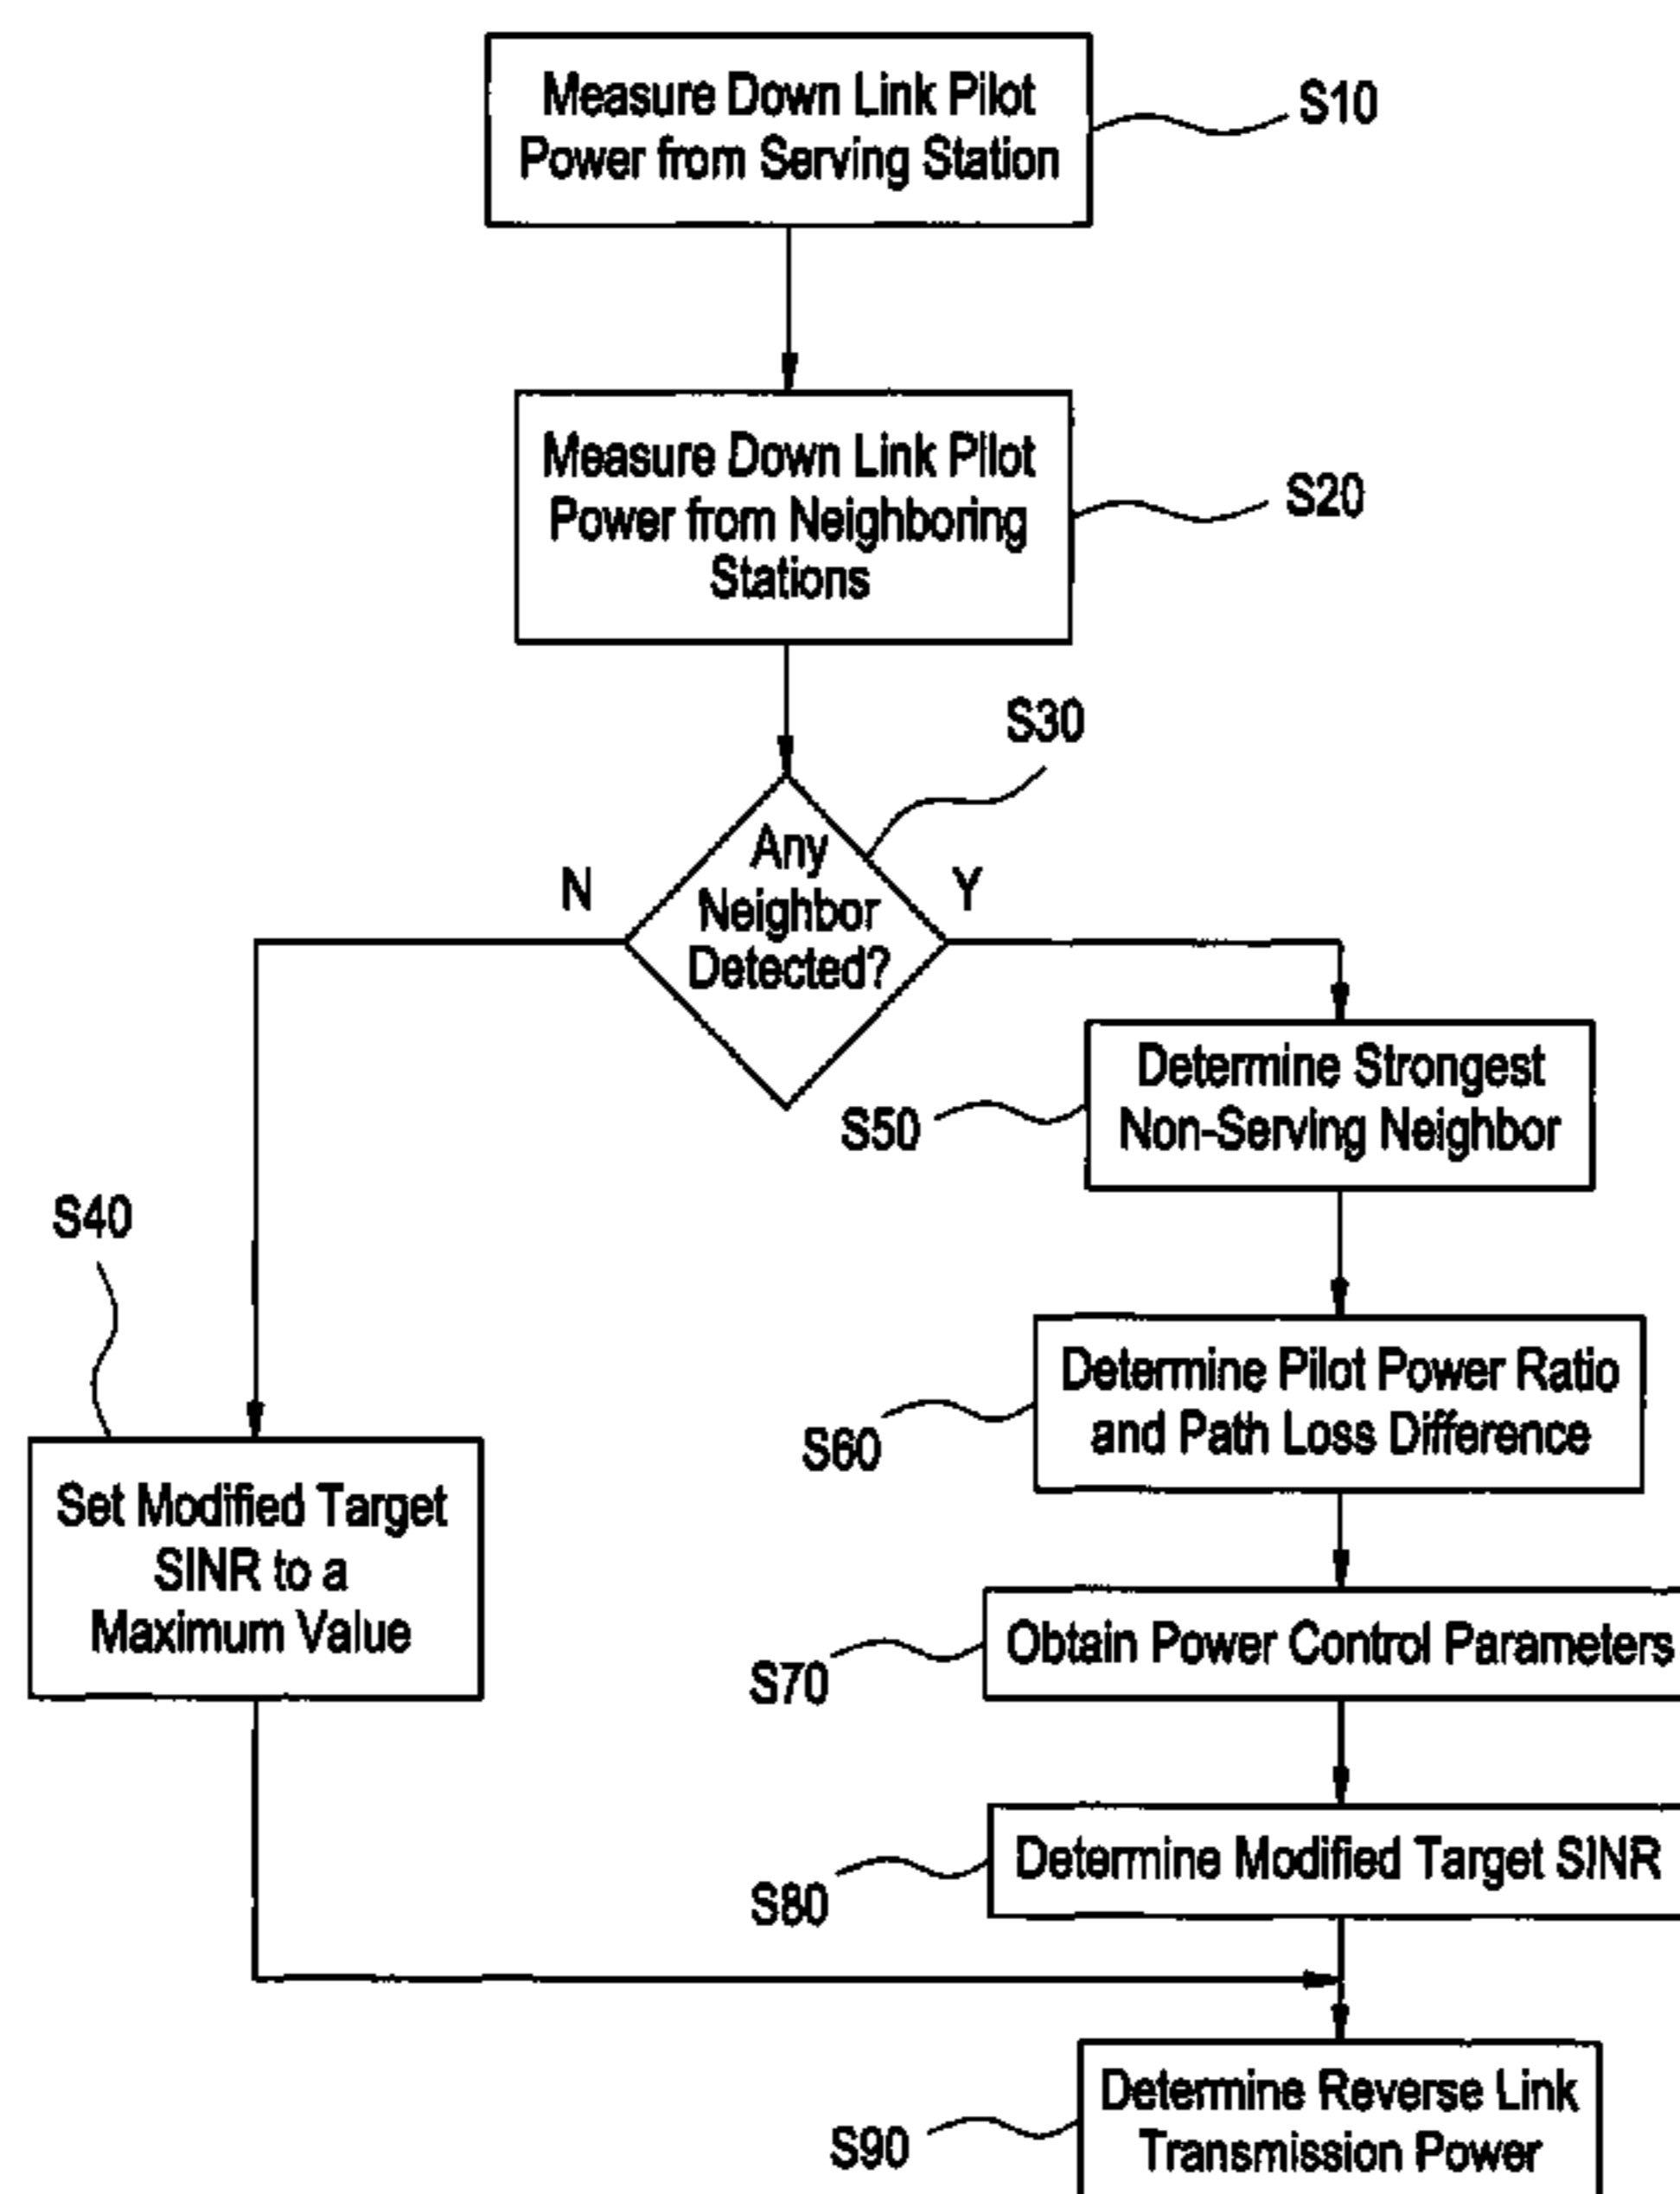 Measure Down Link Pilot
Power from Serving Station
S10
Measure Down Link Pilot
Power from Neighboring
Stations
S20
S30
Any
Neighbor
Detected?
N
Y
Determine Strongest
Non-Serving Neighbor
S50
S40
Determine Pilot Power Ratio
and Path Loss Difference
S60
Set Modified Target
SINR to a
Maximum Value
Obtain Power Control Parameters
S70
Determine Modified Target SINR
S80
Determine Reverse Link
Transmission Power
S90